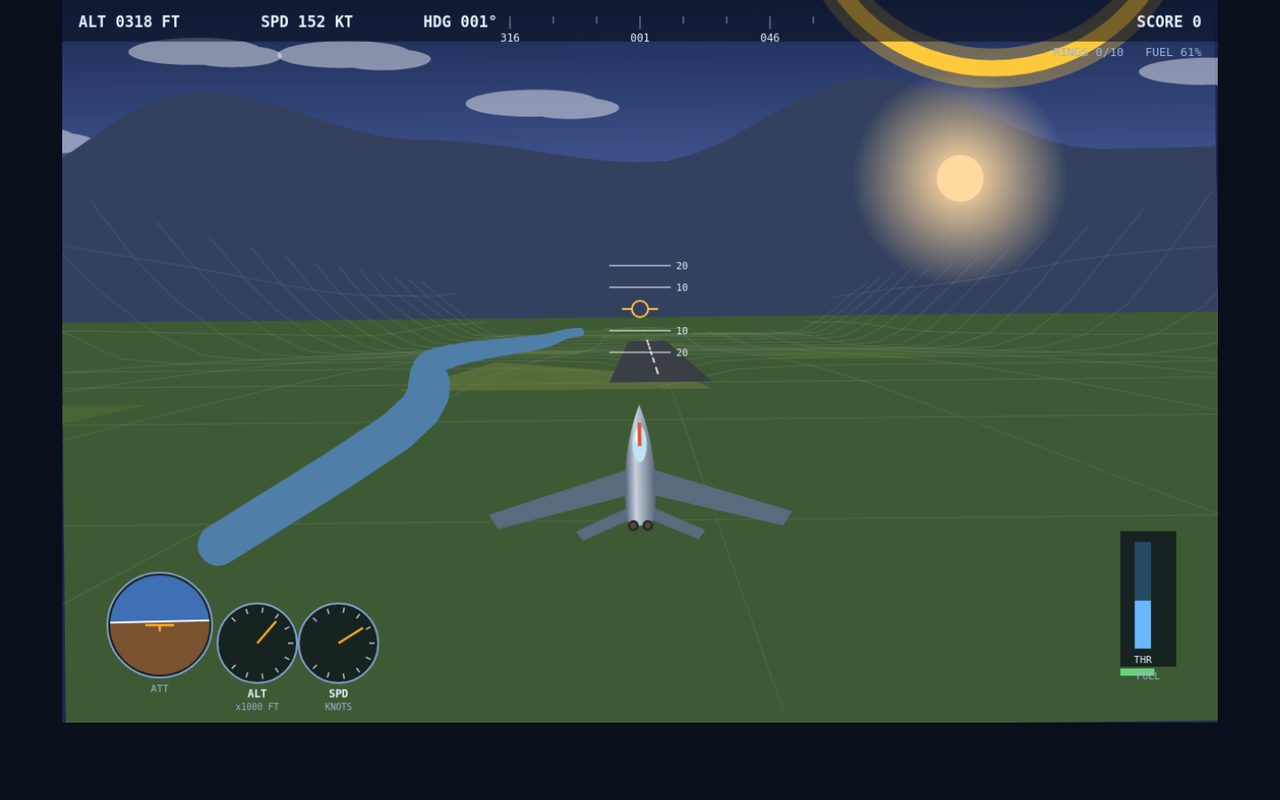 ALT 0318 FT SPD 152 KT HDG 001° SCORE 0
316 001 046
RINGS 0/10 FUEL 61%
20
10
10
20
THR
FUEL
ATT
ALT
x1000 FT
SPD
KNOTS